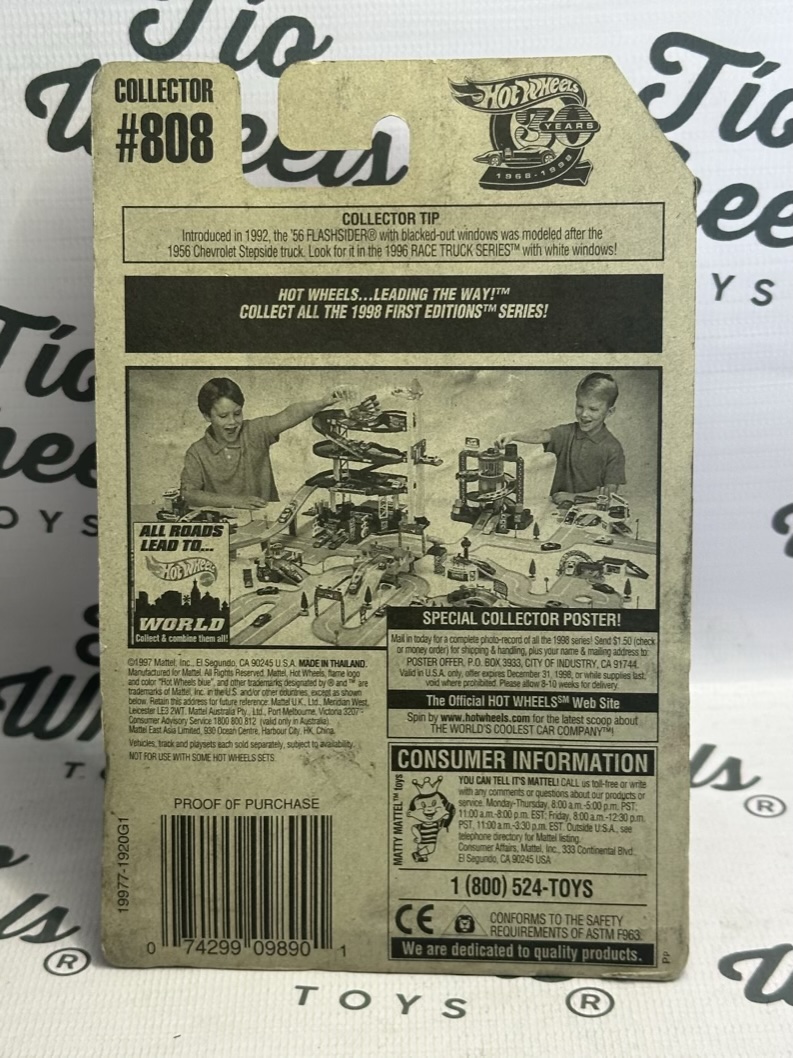 Tío
Wheels
TOYS
®
COLLECTOR
#808
Hot Wheels
30
YEARS
1968-1998
COLLECTOR TIP
Introduced in 1992, the '56 FLASHSIDER® with blacked-out windows was modeled after the
1956 Chevrolet Stepside truck. Look for it in the 1996 RACE TRUCK SERIES™ with white windows!
HOT WHEELS...LEADING THE WAY!™
COLLECT ALL THE 1998 FIRST EDITIONS™ SERIES!
ALL ROADS
LEAD TO...
Hot Wheels
WORLD
Collect & combine them all!
SPECIAL COLLECTOR POSTER!
Mail in today for a complete photo-record of all the 1998 series! Send $1.50 (check
or money order) for shipping & handling, plus your name & mailing address to:
POSTER OFFER, P.O. BOX 3933, CITY OF INDUSTRY, CA 91744.
Valid in U.S.A. only, offer expires December 31, 1998, or while supplies last,
void where prohibited. Please allow 8-10 weeks for delivery.
The Official HOT WHEELS℠ Web Site
Spin by www.hotwheels.com for the latest scoop about
THE WORLD'S COOLEST CAR COMPANY™!
©1997 Mattel, Inc., El Segundo, CA 90245 U.S.A. MADE IN THAILAND.
Manufactured for Mattel. All Rights Reserved. Mattel, Hot Wheels, flame logo
and color "Hot Wheels blue", and other trademarks designated by ® and ™ are
trademarks of Mattel, Inc. in the U.S. and/or other countries, except as shown
below. Retain this address for future reference: Mattel U.K., Ltd., Meridian West,
Leicester LE3 2WT. Mattel Australia Pty., Ltd., Port Melbourne, Victoria 3207
Consumer Advisory Service 1800 800 812 (valid only in Australia).
Mattel East Asia Limited, 930 Ocean Centre, Harbour City, HK, China.
Vehicles, track and playsets each sold separately, subject to availability.
NOT FOR USE WITH SOME HOT WHEELS SETS.
CONSUMER INFORMATION
MATTY MATTEL™ toys
YOU CAN TELL IT'S MATTEL! CALL us toll-free or write
with any comments or questions about our products or
service. Monday-Thursday, 8:00 a.m.-5:00 p.m. PST;
11:00 a.m.-8:00 p.m. EST; Friday, 8:00 a.m.-12:30 p.m.
PST, 11:00 a.m.-3:30 p.m. EST. Outside U.S.A., see
telephone directory for Mattel listing.
Consumer Affairs, Mattel, Inc., 333 Continental Blvd.,
El Segundo, CA 90245 USA
1 (800) 524-TOYS
CE
CONFORMS TO THE SAFETY
REQUIREMENTS OF ASTM F963.
We are dedicated to quality products.
Pp
PROOF OF PURCHASE
19977-1920G1
0 74299 09890 1
TOYS ®